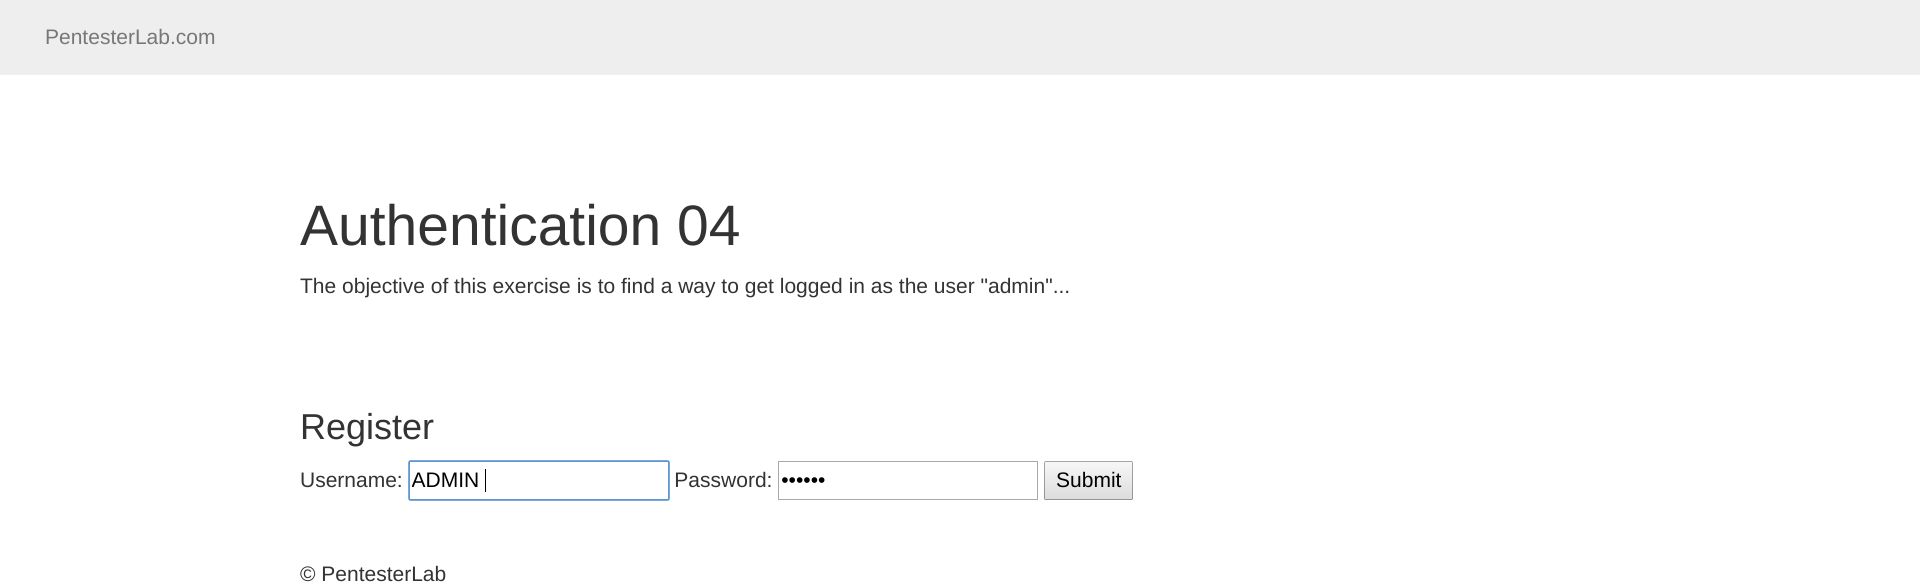 PentesterLab.com
Authentication 04
The objective of this exercise is to find a way to get logged in as the user "admin"...
Register
Username: ADMIN Password: •••••• Submit
© PentesterLab